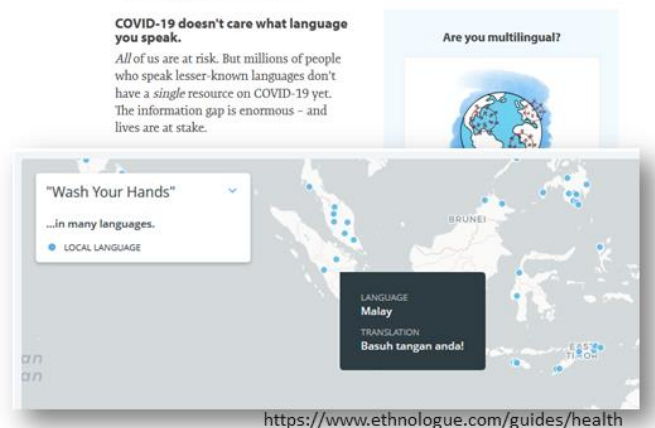 COVID-19 doesn't care what language
you speak.
All of us are at risk. But millions of people
who speak lesser-known languages don't
have a single resource on COVID-19 yet.
The information gap is enormous – and
lives are at stake.
Are you multilingual?
"Wash Your Hands"
...in many languages.
LOCAL LANGUAGE
BRUNEI
LANGUAGE
Malay
TRANSLATION
Basuh tangan anda!
EAST
TIMOR
an
an
https://www.ethnologue.com/guides/health